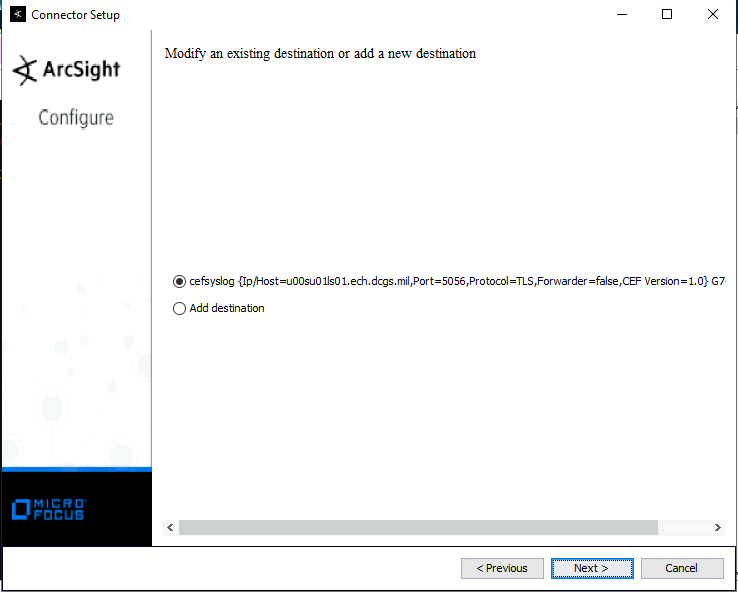 Connector Setup
ArcSight
Configure
Modify an existing destination or add a new destination
cefsyslog {Ip/Host=u00su01ls01.ech.dcgs.mil,Port=5056,Protocol=TLS,Forwarder=false,CEF Version=1.0} G7
Add destination
MICRO
FOCUS
< Previous
Next >
Cancel